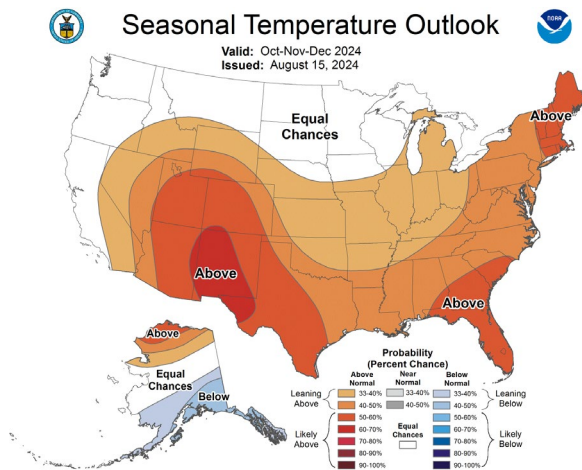 Seasonal Temperature Outlook
NOAA
Valid: Oct-Nov-Dec 2024
Issued: August 15, 2024
Equal
Chances
Above
Above
Above
Above
Equal
Chances
Below
Probability
(Percent Chance)
Above
Normal
Near
Normal
Below
Normal
Leaning
Above
33-40%
40-50%
33-40%
40-50%
33-40%
40-50%
Leaning
Below
Likely
Above
50-60%
60-70%
70-80%
80-90%
90-100%
Equal
Chances
50-60%
60-70%
70-80%
80-90%
90-100%
Likely
Below